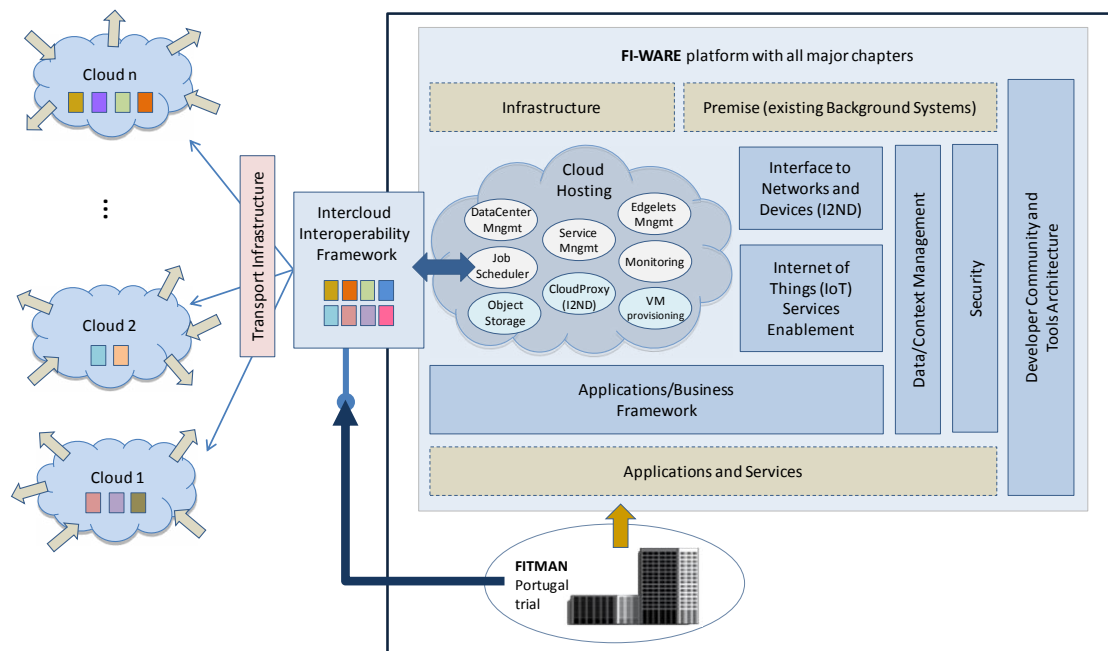 Cloud n
⋮
Cloud 2
Cloud 1
Transport Infrastructure
Intercloud
Interoperability
Framework
FI-WARE platform with all major chapters
Infrastructure
Premise (existing Background Systems)
Cloud
Hosting
DataCenter
Mngmt
Edgelets
Mngmt
Service
Mngmt
Job
Scheduler
Monitoring
Object
Storage
CloudProxy
(I2ND)
VM
provisioning
Interface to
Networks and
Devices (I2ND)
Internet of
Things (IoT)
Services
Enablement
Data/Context Management
Security
Developer Community and
Tools Architecture
Applications/Business
Framework
Applications and Services
FITMAN
Portugal
trial